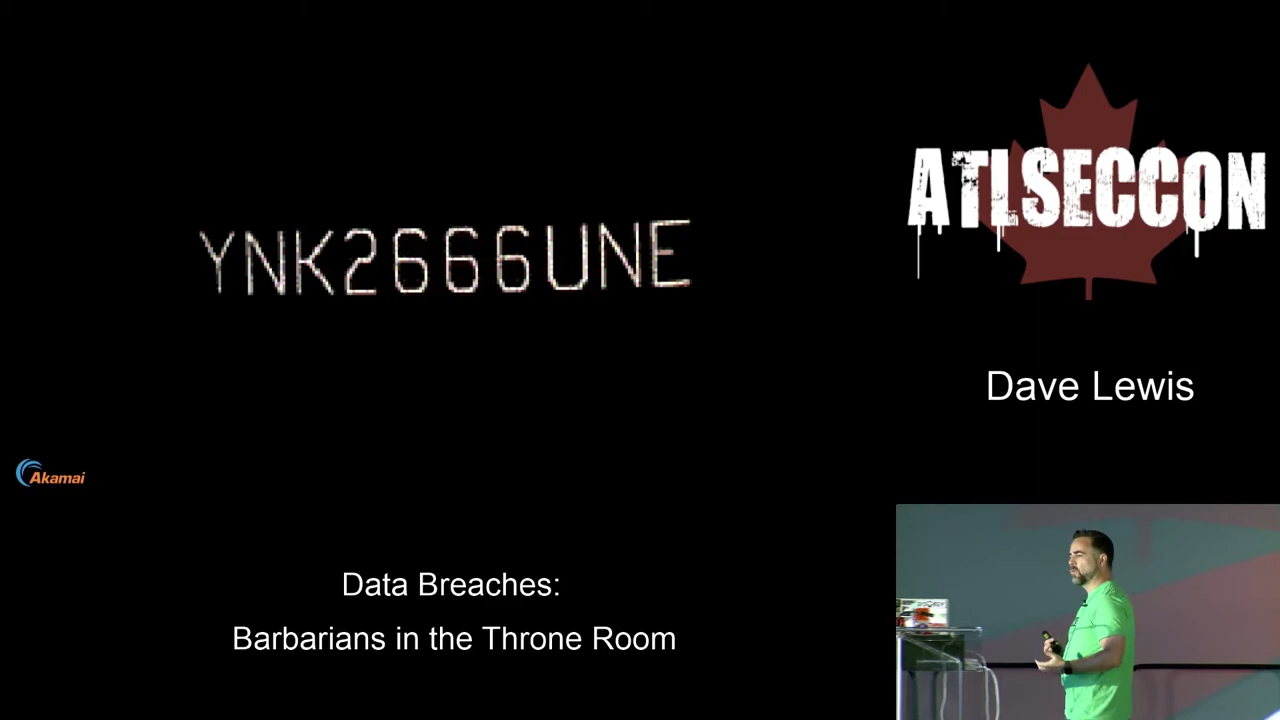 YNK2666UNE
ATLSECCON
Dave Lewis
Akamai
Data Breaches:
Barbarians in the Throne Room